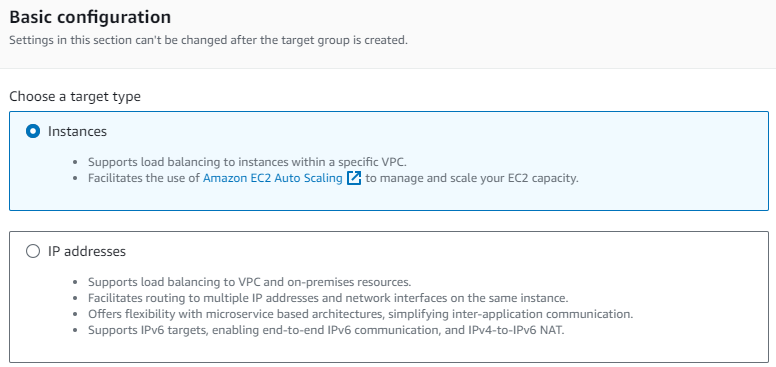 Basic configuration
Settings in this section can't be changed after the target group is created.
Choose a target type
Instances
• Supports load balancing to instances within a specific VPC.
• Facilitates the use of Amazon EC2 Auto Scaling to manage and scale your EC2 capacity.
IP addresses
• Supports load balancing to VPC and on-premises resources.
• Facilitates routing to multiple IP addresses and network interfaces on the same instance.
• Offers flexibility with microservice based architectures, simplifying inter-application communication.
• Supports IPv6 targets, enabling end-to-end IPv6 communication, and IPv4-to-IPv6 NAT.